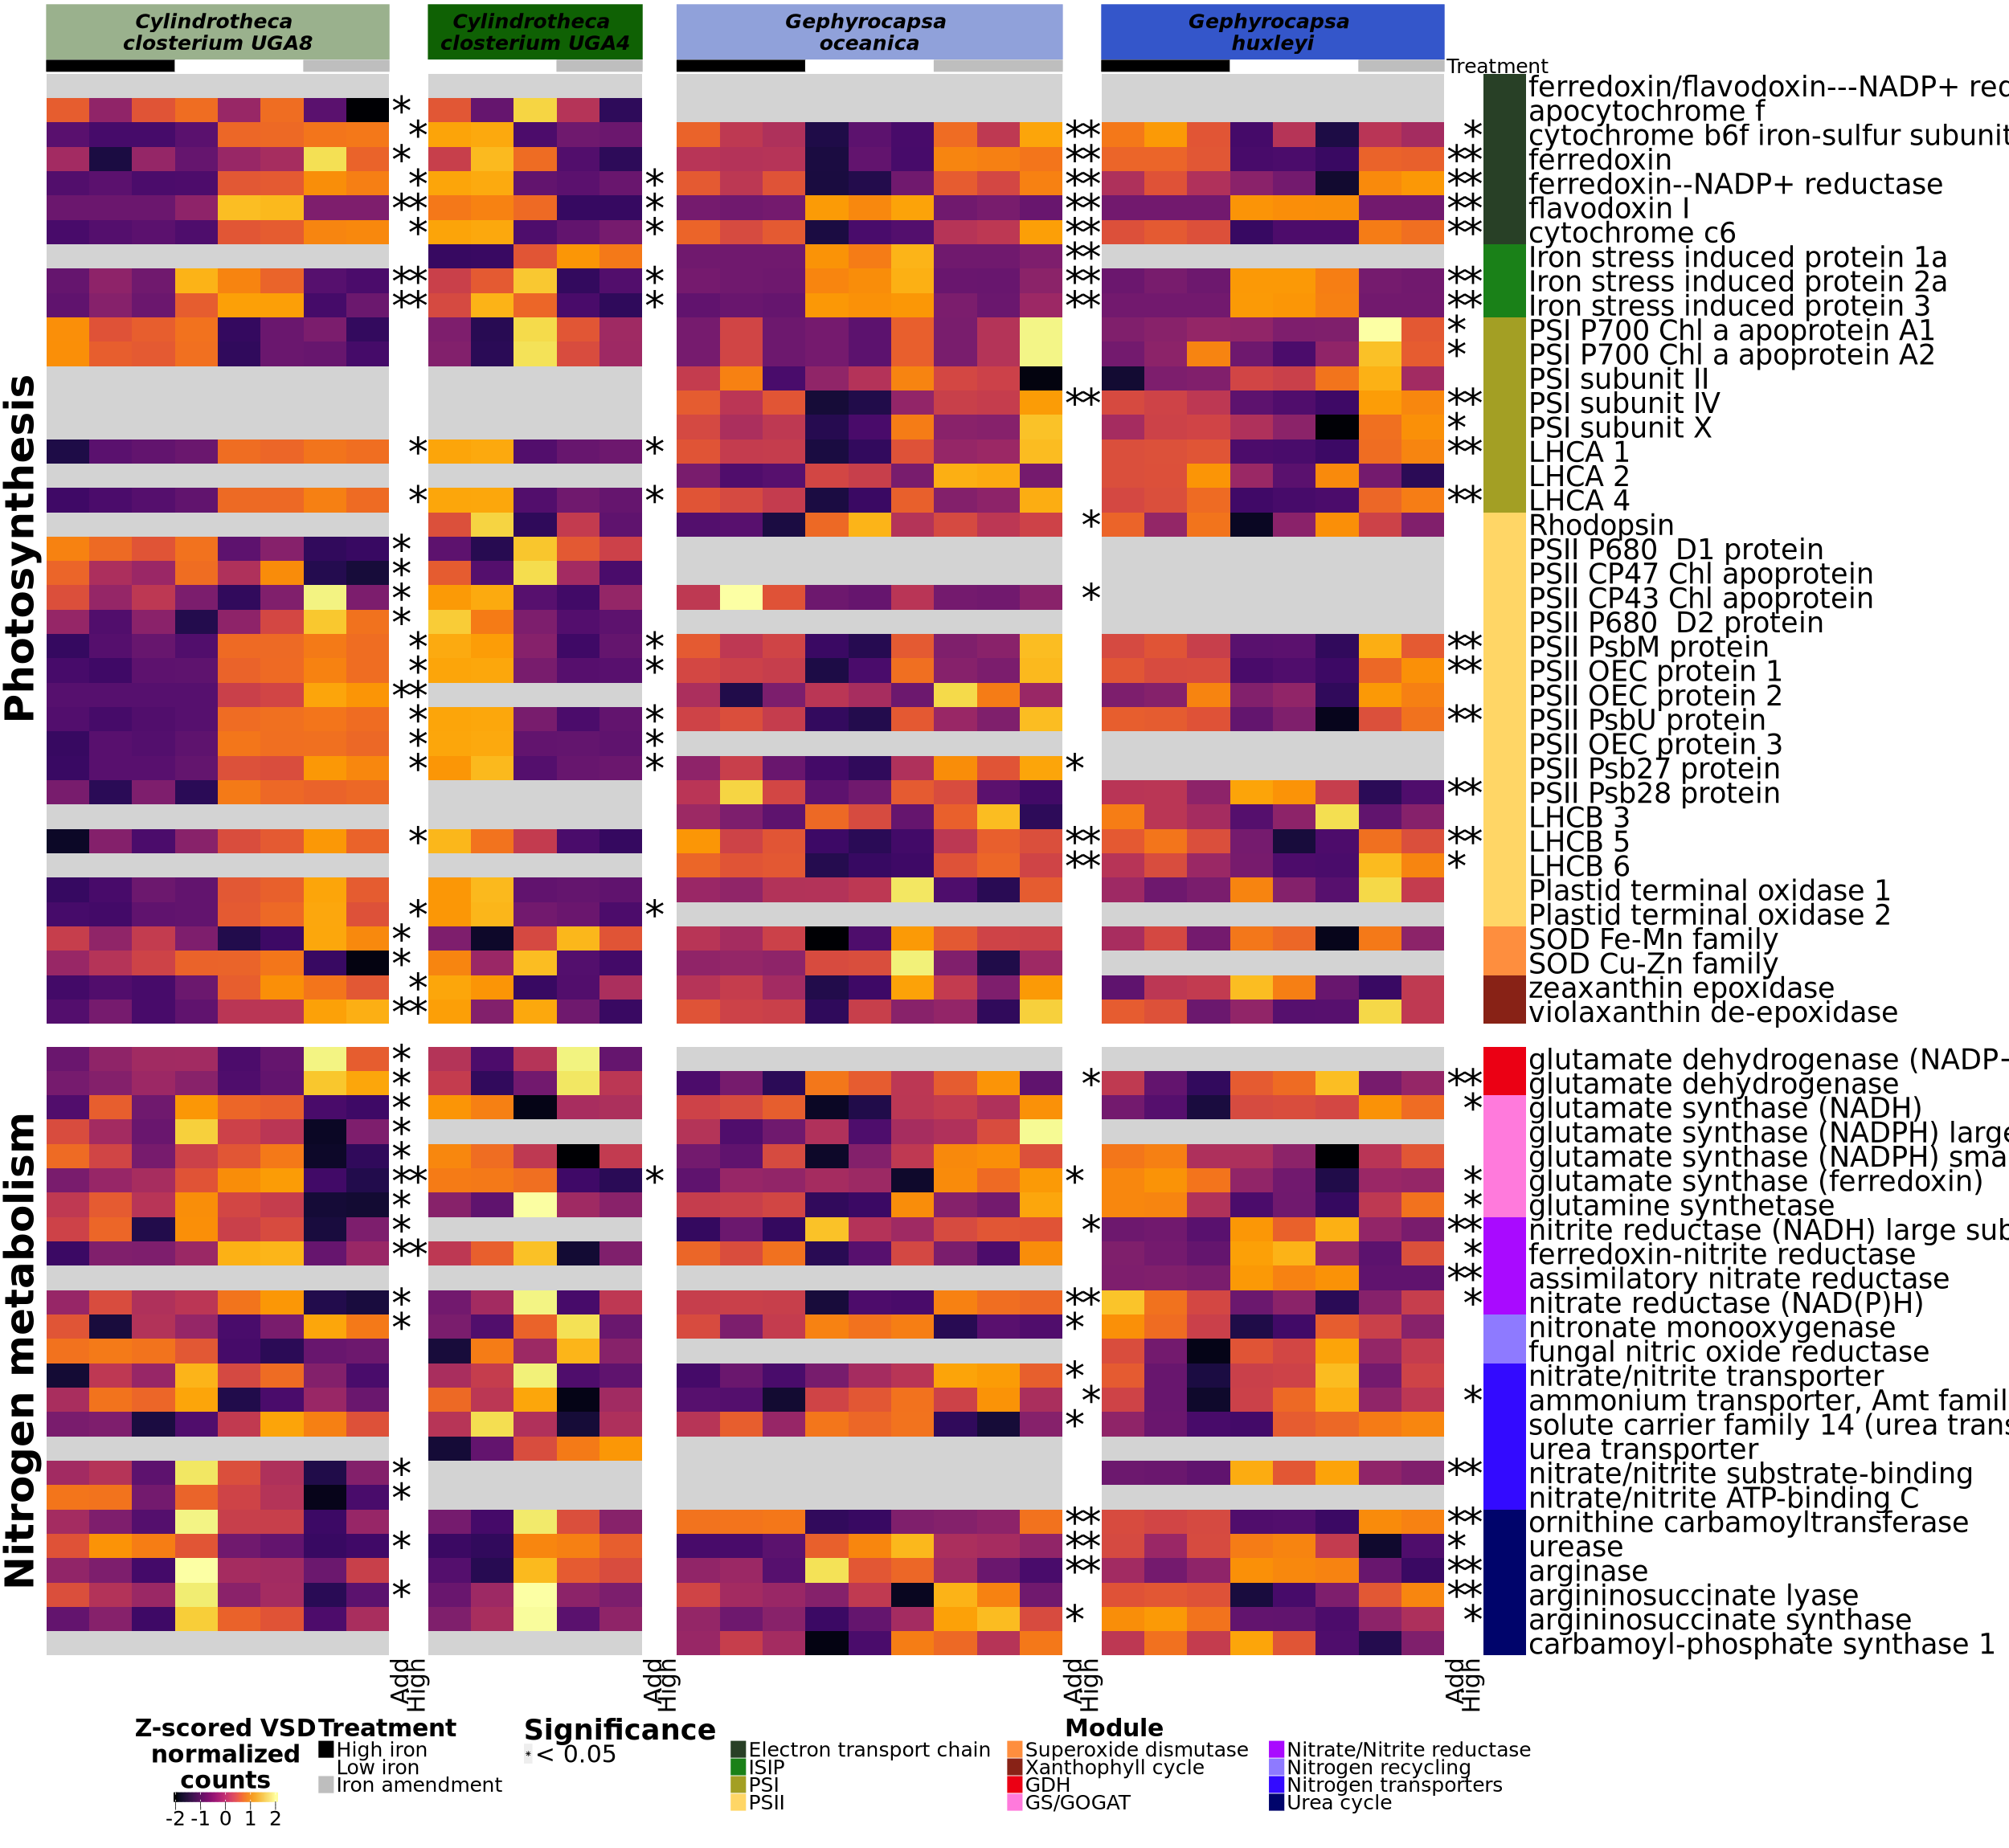 Cylindrotheca
closterium UGA8
Cylindrotheca
closterium UGA4
Gephyrocapsa
oceanica
Gephyrocapsa
huxleyi
Treatment
Photosynthesis
ferredoxin/flavodoxin---NADP+ red
apocytochrome f
cytochrome b6f iron-sulfur subunit
ferredoxin
ferredoxin--NADP+ reductase
flavodoxin I
cytochrome c6
Iron stress induced protein 1a
Iron stress induced protein 2a
Iron stress induced protein 3
PSI P700 Chl a apoprotein A1
PSI P700 Chl a apoprotein A2
PSI subunit II
PSI subunit IV
PSI subunit X
LHCA 1
LHCA 2
LHCA 4
Rhodopsin
PSII P680  D1 protein
PSII CP47 Chl apoprotein
PSII CP43 Chl apoprotein
PSII P680  D2 protein
PSII PsbM protein
PSII OEC protein 1
PSII OEC protein 2
PSII PsbU protein
PSII OEC protein 3
PSII Psb27 protein
PSII Psb28 protein
LHCB 3
LHCB 5
LHCB 6
Plastid terminal oxidase 1
Plastid terminal oxidase 2
SOD Fe-Mn family
SOD Cu-Zn family
zeaxanthin epoxidase
violaxanthin de-epoxidase
Nitrogen metabolism
glutamate dehydrogenase (NADP-
glutamate dehydrogenase
glutamate synthase (NADH)
glutamate synthase (NADPH) large
glutamate synthase (NADPH) sma
glutamate synthase (ferredoxin)
glutamine synthetase
nitrite reductase (NADH) large sub
ferredoxin-nitrite reductase
assimilatory nitrate reductase
nitrate reductase (NAD(P)H)
nitronate monooxygenase
fungal nitric oxide reductase
nitrate/nitrite transporter
ammonium transporter, Amt famil
solute carrier family 14 (urea trans
urea transporter
nitrate/nitrite substrate-binding
nitrate/nitrite ATP-binding C
ornithine carbamoyltransferase
urease
arginase
argininosuccinate lyase
argininosuccinate synthase
carbamoyl-phosphate synthase 1
Add
High
Add
High
Add
High
Add
High
Z-scored VSD
normalized
counts
-2 -1 0 1 2
Treatment
High iron
Low iron
Iron amendment
Significance
* < 0.05
Module
Electron transport chain
ISIP
PSI
PSII
Superoxide dismutase
Xanthophyll cycle
GDH
GS/GOGAT
Nitrate/Nitrite reductase
Nitrogen recycling
Nitrogen transporters
Urea cycle